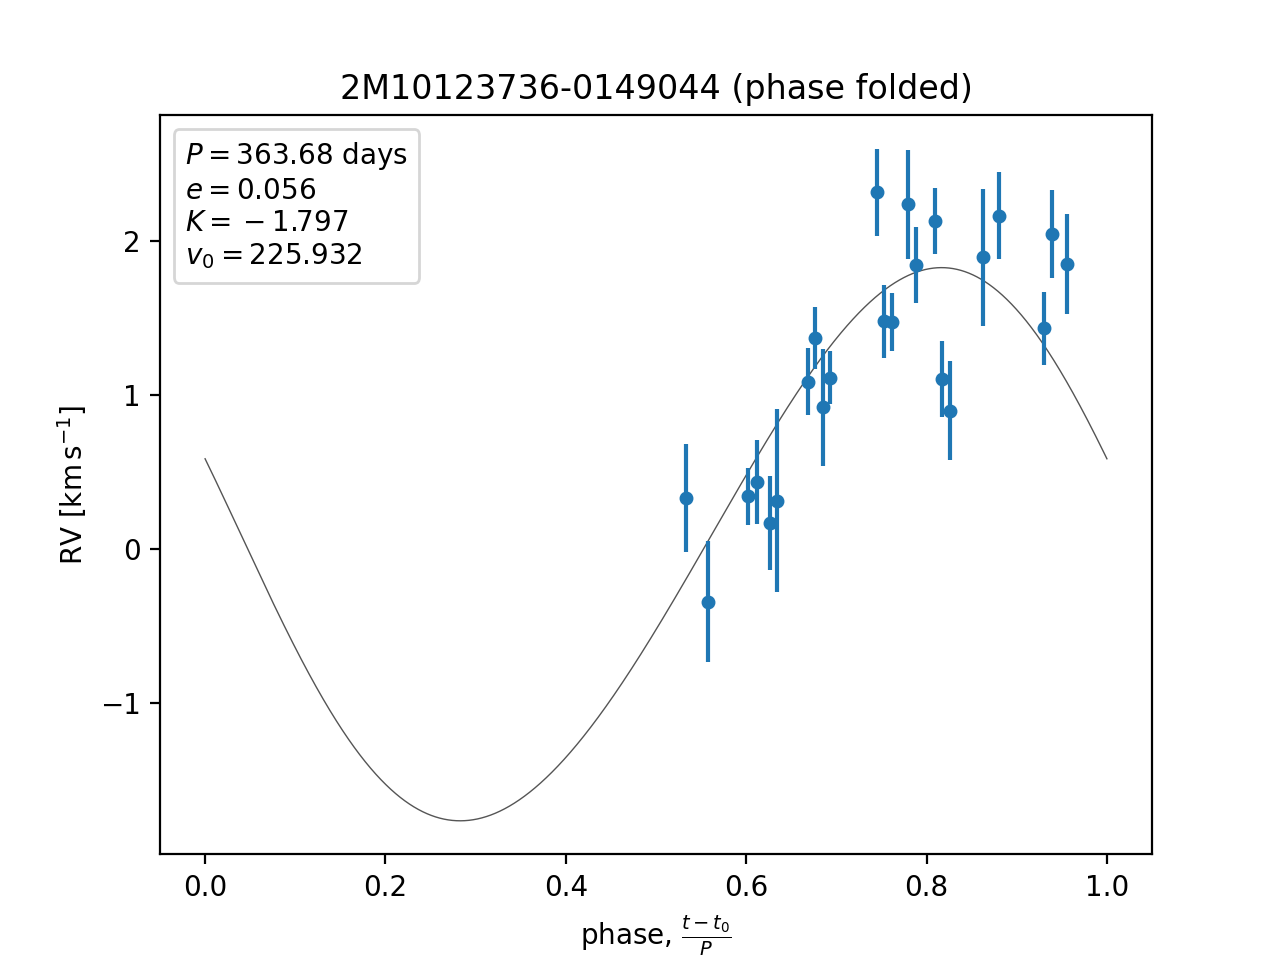 2M10123736-0149044 (phase folded)
P = 363.68 days
e = 0.056
K = −1.797
v₀ = 225.932
RV [km s⁻¹]
2
1
0
−1
0.0 0.2 0.4 0.6 0.8 1.0
phase, (t − t₀)/P